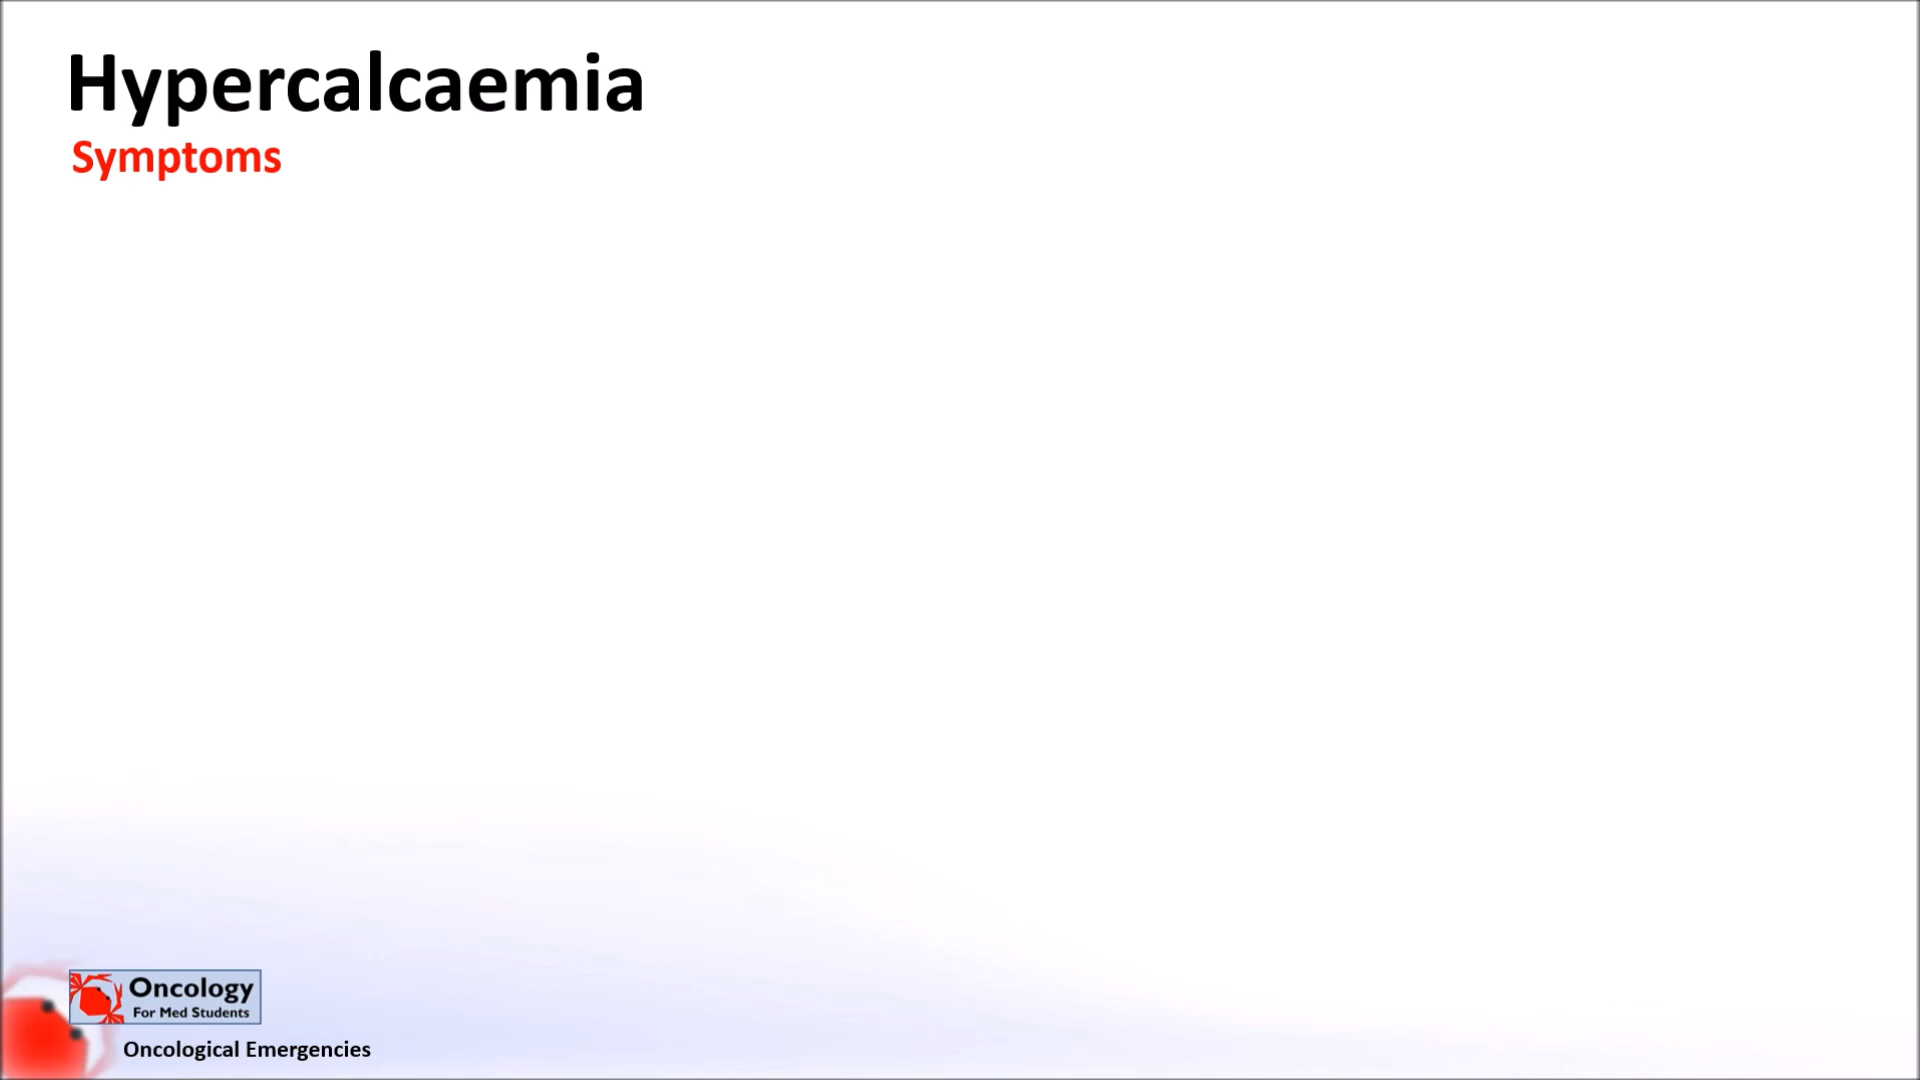 Hypercalcaemia
Symptoms
Oncology
For Med Students
Oncological Emergencies